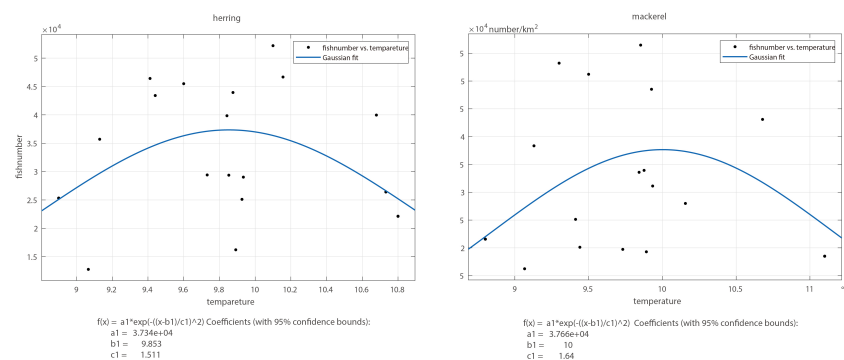 herring
×10⁴
fishnumber vs. tempareture
Gaussian fit
5
4.5
4
3.5
3
2.5
2
1.5
fishnumber
9
9.2
9.4
9.6
9.8
10
10.2
10.4
10.6
10.8
tempareture
f(x) = a1*exp(-((x-b1)/c1)^2) Coefficients (with 95% confidence bounds):
a1 = 3.734e+04
b1 = 9.853
c1 = 1.511
mackerel
×10⁴ number/km²
fishnumber vs. temperature
Gaussian fit
5
5
5
5
4
5
3
5
2
5
9
9.5
10
10.5
11
°
temperature
f(x) = a1*exp(-((x-b1)/c1)^2) Coefficients (with 95% confidence bounds):
a1 = 3.766e+04
b1 = 10
c1 = 1.64